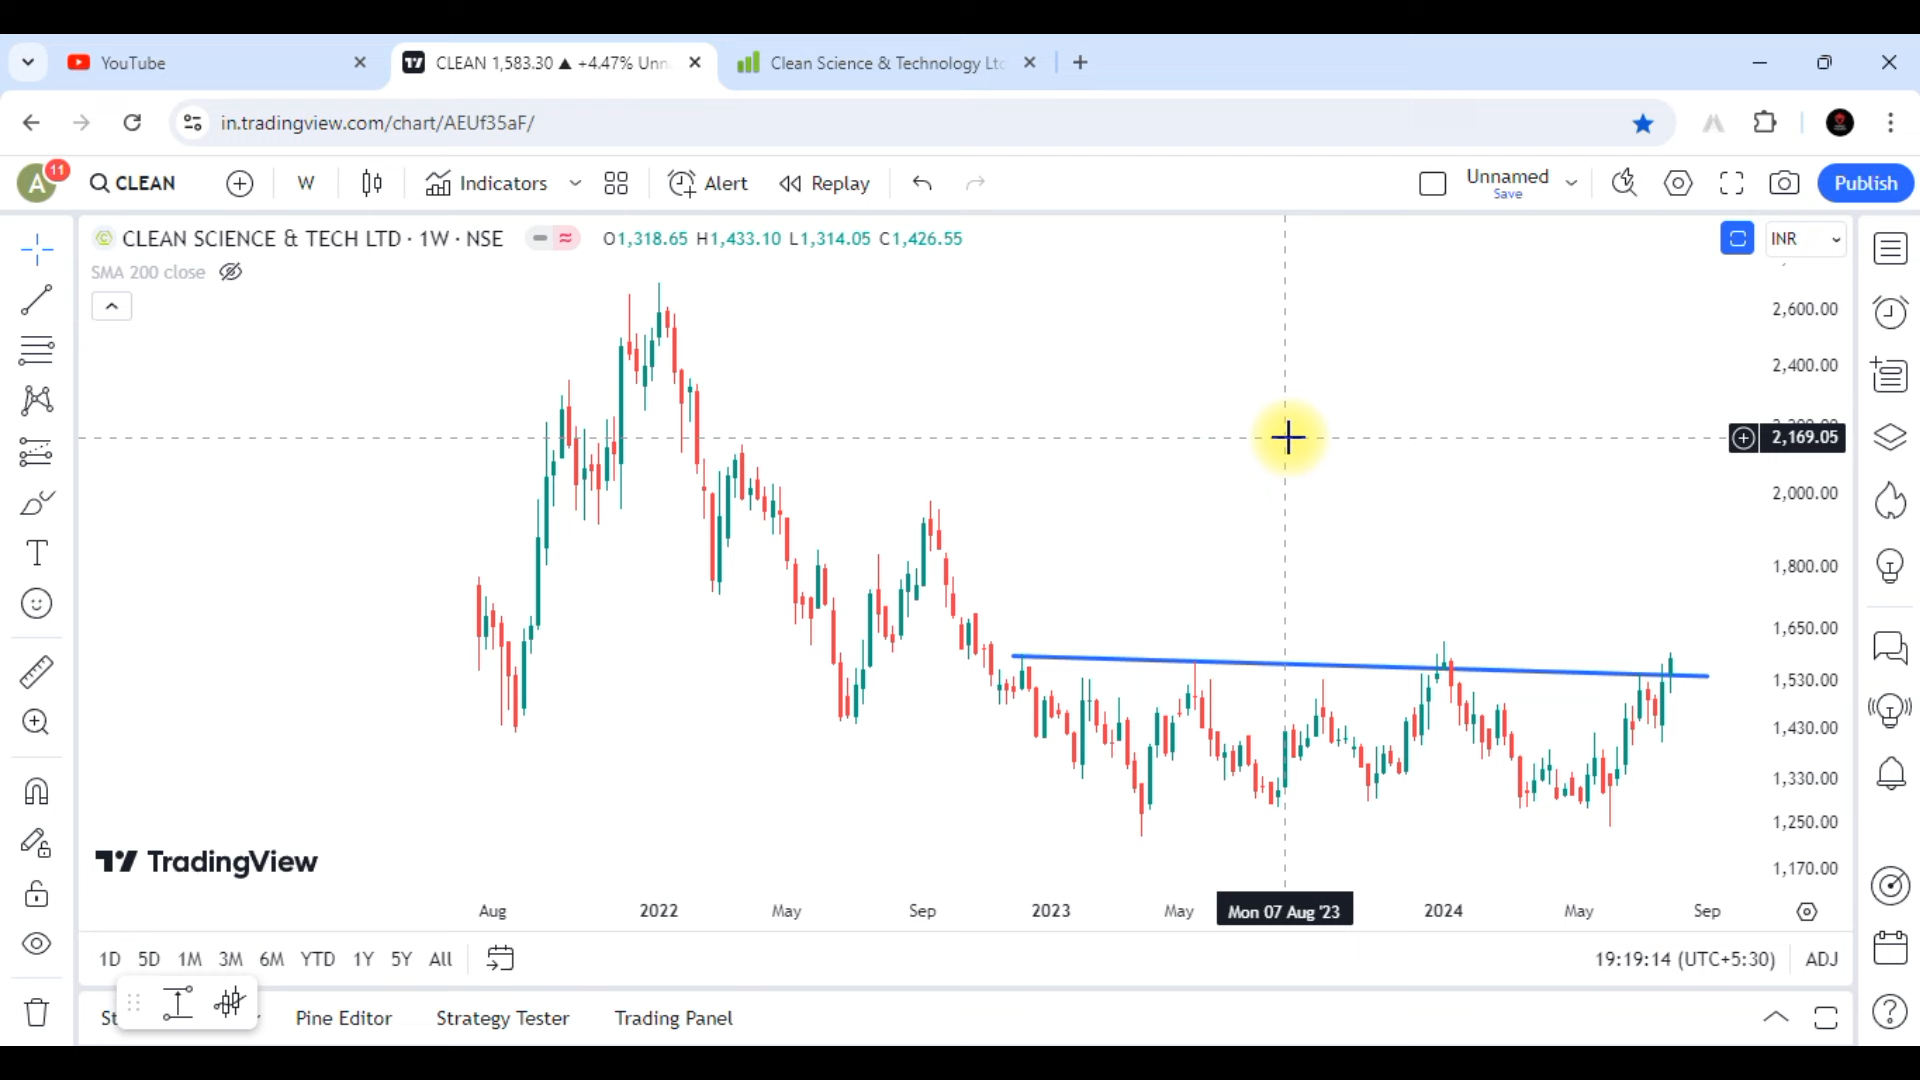 YouTube
CLEAN 1,583.30 ▲ +4.47% Unn
Clean Science & Technology Ltd
in.tradingview.com/chart/AEUf35aF/
A 11 CLEAN W Indicators Alert Replay Unnamed Save Publish
CLEAN SCIENCE & TECH LTD · 1W · NSE O1,318.65 H1,433.10 L1,314.05 C1,426.55 INR
SMA 200 close
2,600.00
2,400.00
2,169.05
2,000.00
1,800.00
1,650.00
1,530.00
1,430.00
1,330.00
1,250.00
1,170.00
TradingView
Aug 2022 May Sep 2023 May Mon 07 Aug '23 2024 May Sep
1D 5D 1M 3M 6M YTD 1Y 5Y All 19:19:14 (UTC+5:30) ADJ
St Pine Editor Strategy Tester Trading Panel